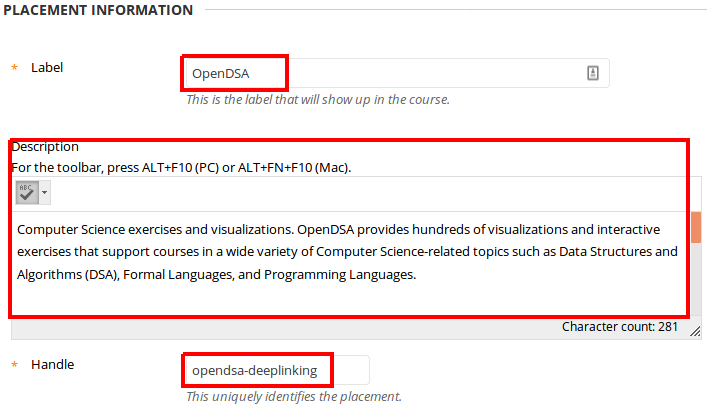 PLACEMENT INFORMATION
* Label
OpenDSA
This is the label that will show up in the course.
Description
For the toolbar, press ALT+F10 (PC) or ALT+FN+F10 (Mac).
ABC
Computer Science exercises and visualizations. OpenDSA provides hundreds of visualizations and interactive
exercises that support courses in a wide variety of Computer Science-related topics such as Data Structures and
Algorithms (DSA), Formal Languages, and Programming Languages.
Character count: 281
* Handle
opendsa-deeplinking
This uniquely identifies the placement.